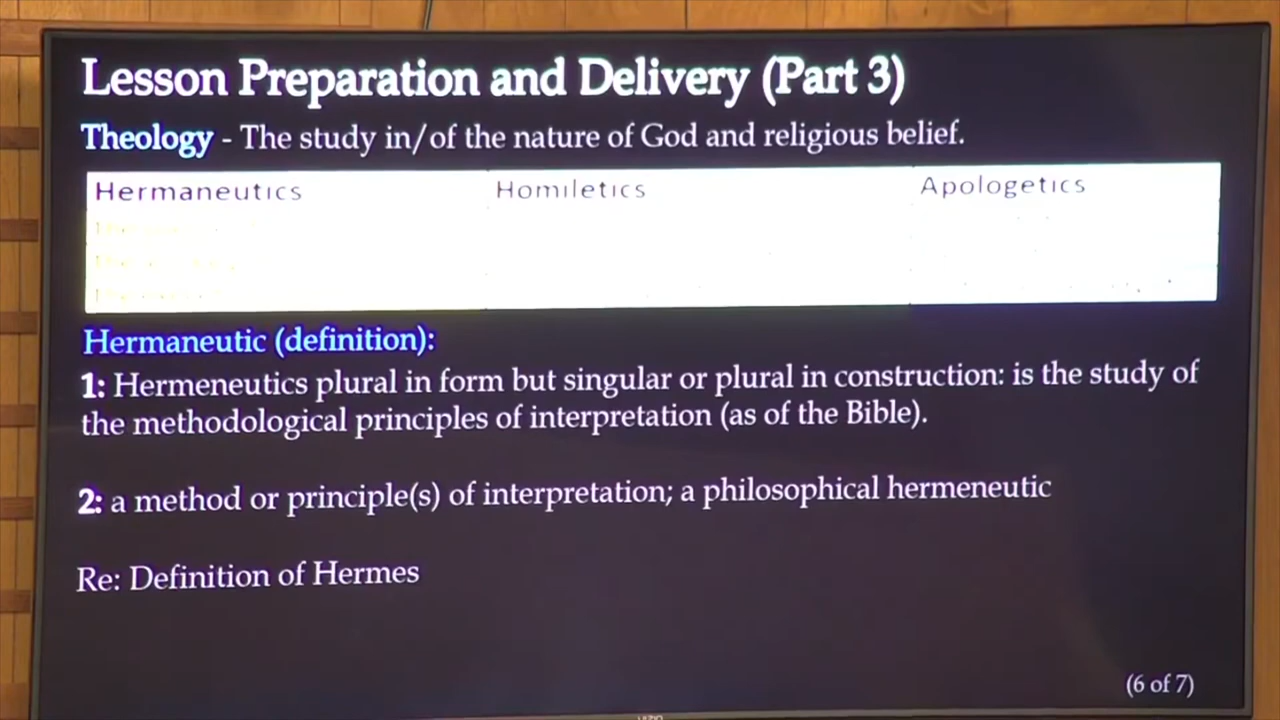 Lesson Preparation and Delivery (Part 3)
Theology - The study in/of the nature of God and religious belief.
Hermaneutics Homiletics Apologetics
Hermaneutic (definition):
1: Hermeneutics plural in form but singular or plural in construction: is the study of
the methodological principles of interpretation (as of the Bible).
2: a method or principle(s) of interpretation; a philosophical hermeneutic
Re: Definition of Hermes
(6 of 7)